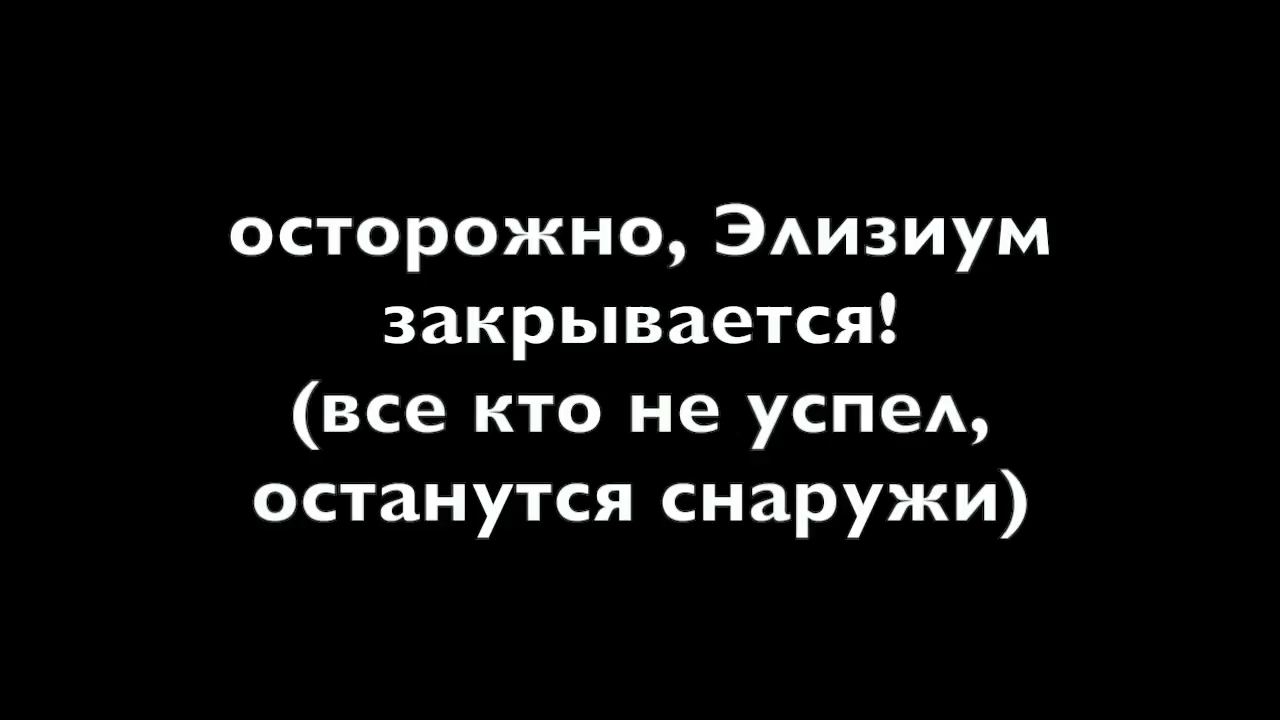 осторожно, Элизиум
закрывается!
(все кто не успел,
останутся снаружи)